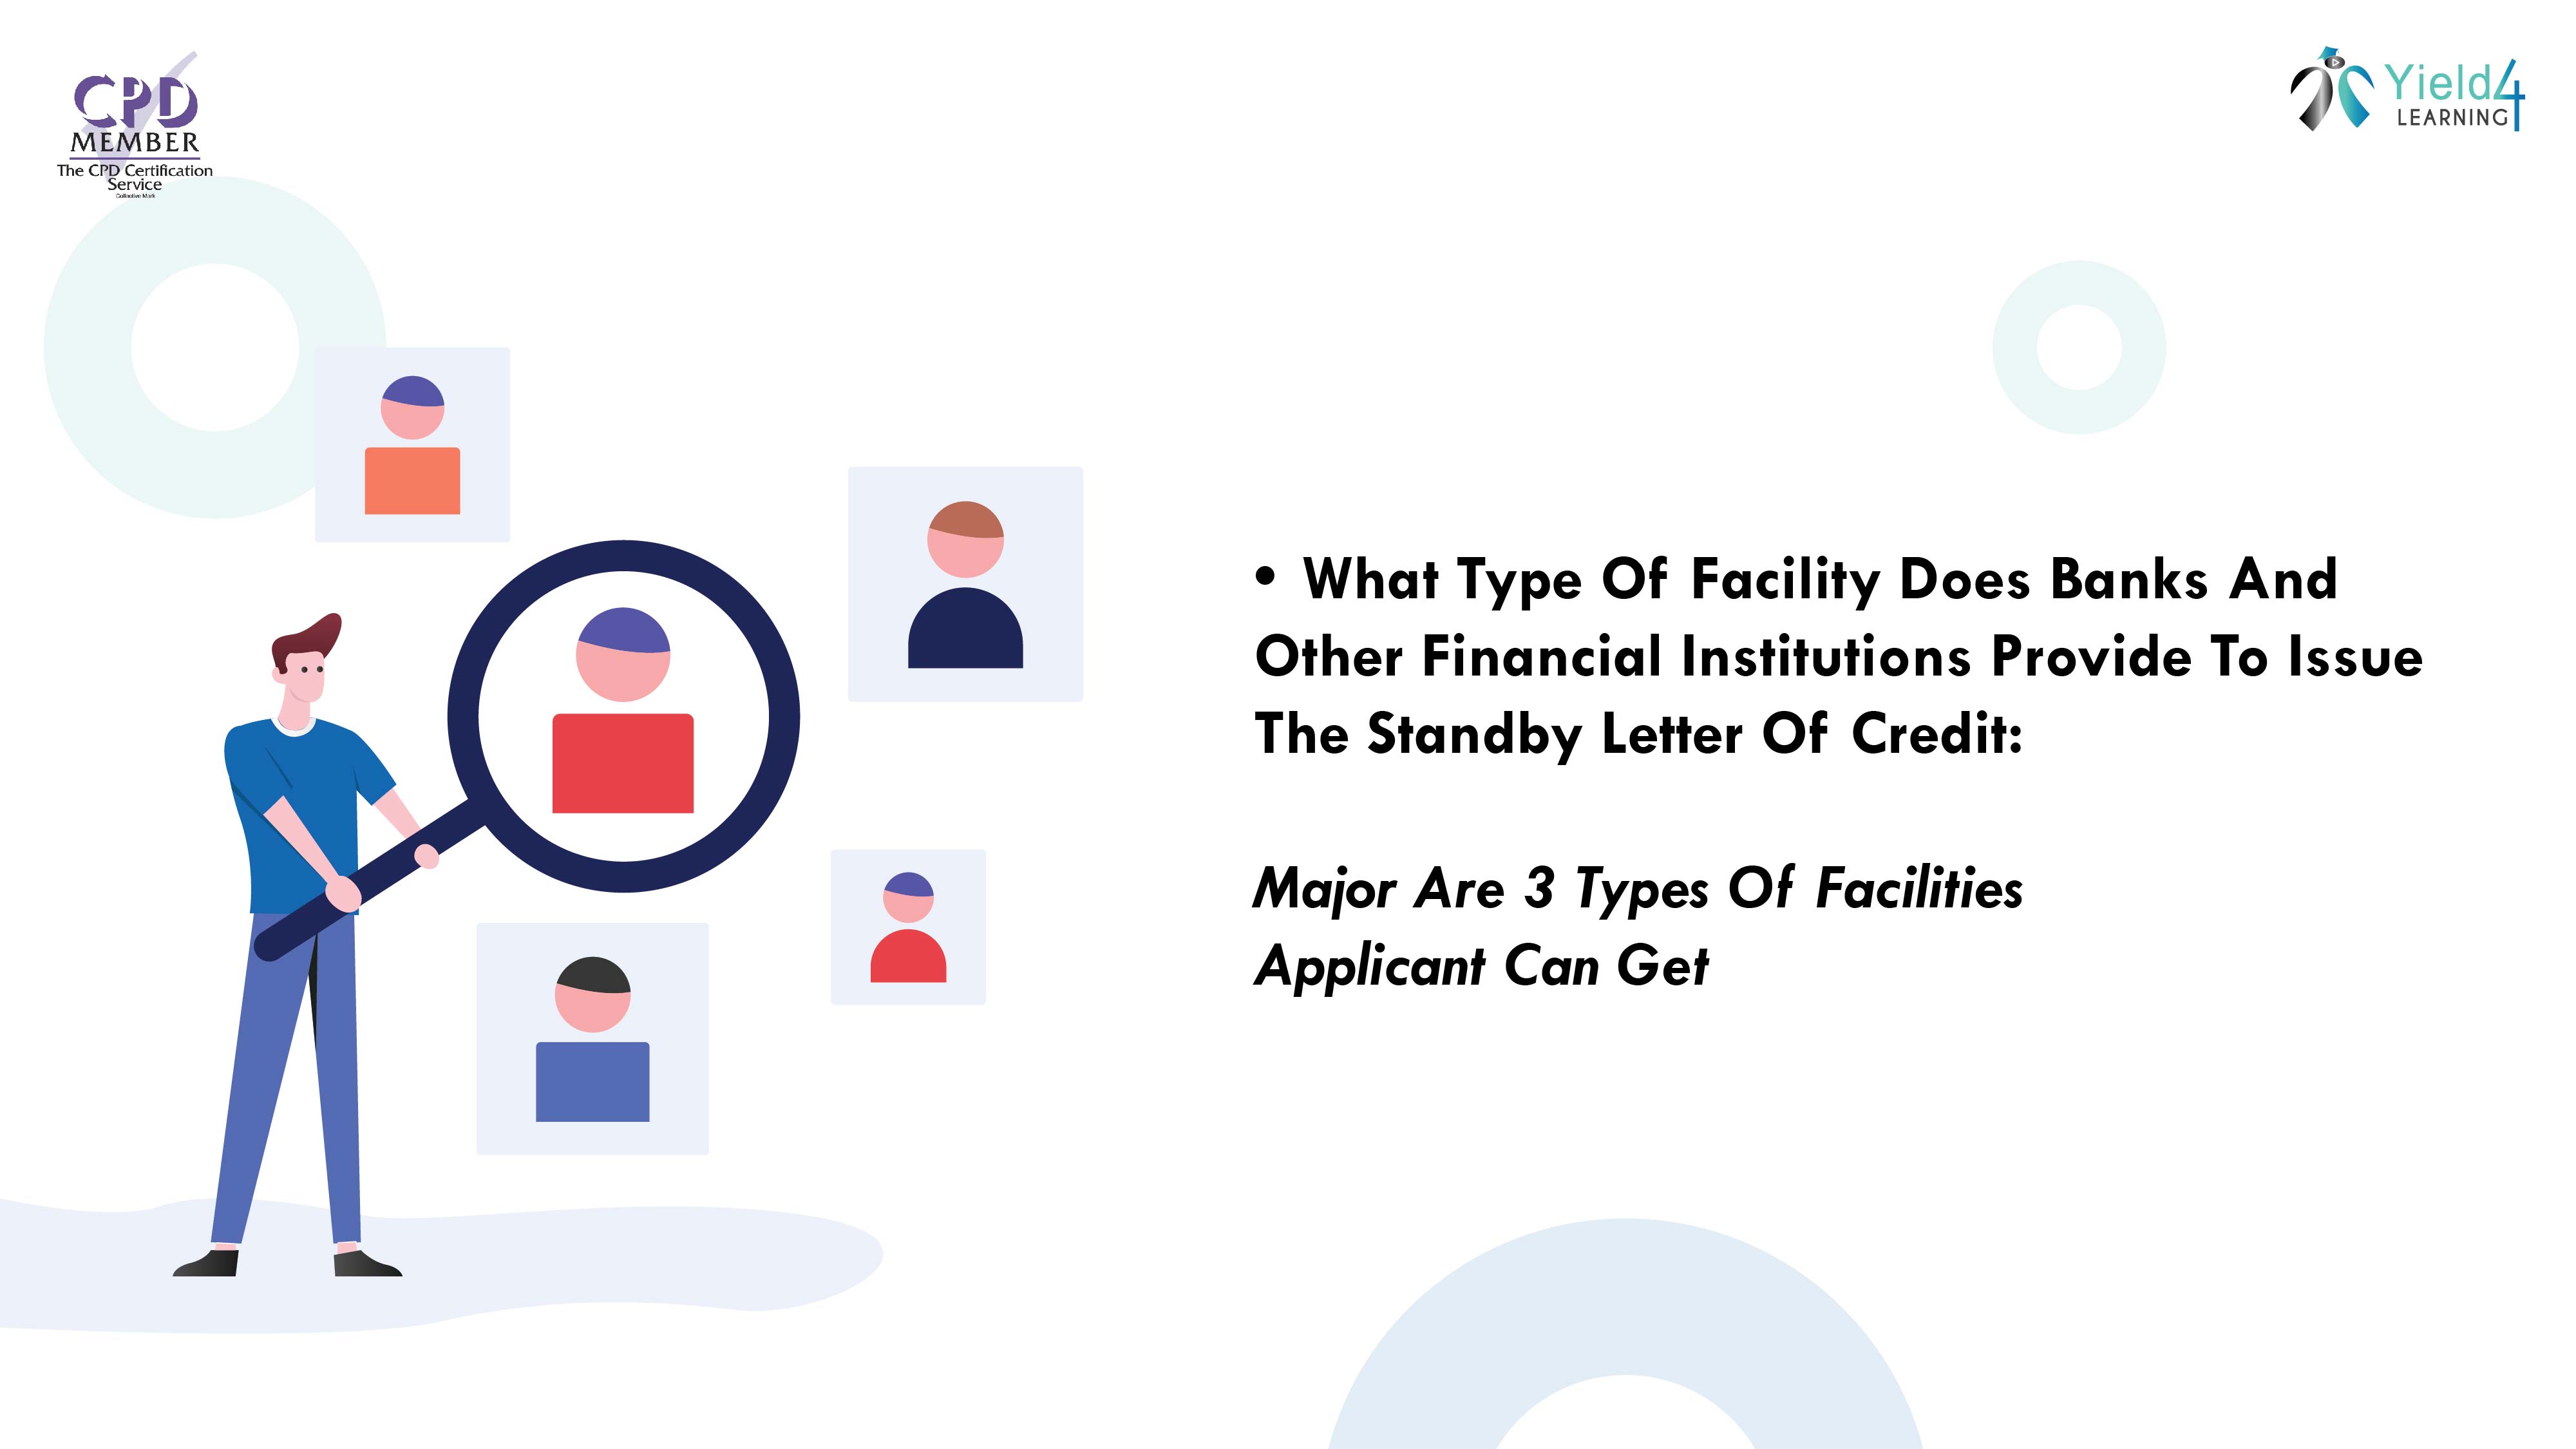 CPD
MEMBER
The CPD Certification
Service
Collective Mark
Yield4
LEARNING
• What Type Of Facility Does Banks And
Other Financial Institutions Provide To Issue
The Standby Letter Of Credit:
Major Are 3 Types Of Facilities
Applicant Can Get